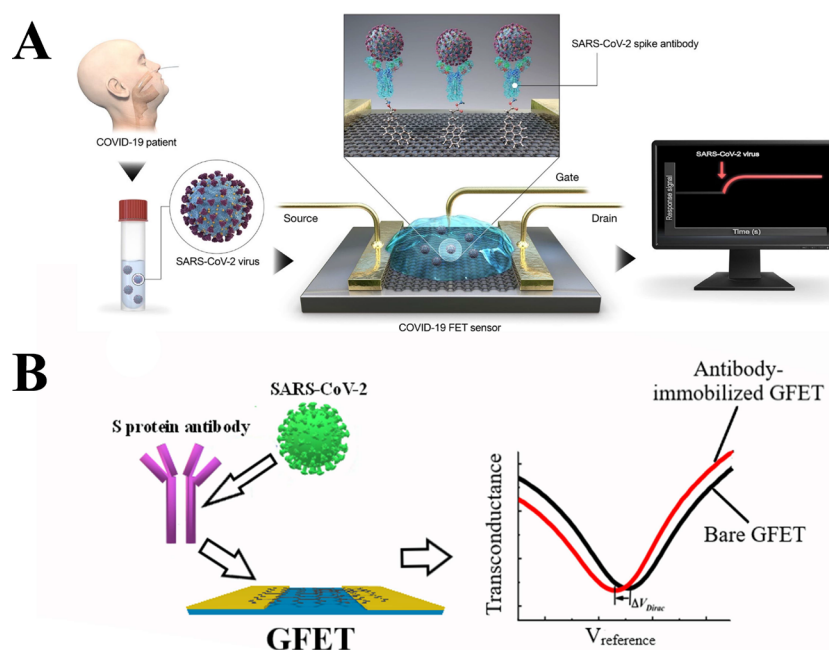 A
COVID-19 patient
SARS-CoV-2 virus
SARS-CoV-2 spike antibody
Source
Gate
Drain
COVID-19 FET sensor
SARS-CoV-2 virus
Response signal
Time (s)
B
S protein antibody
SARS-CoV-2
GFET
Antibody-
immobilized GFET
Bare GFET
Transconductance
ΔV_Dirac
V_reference